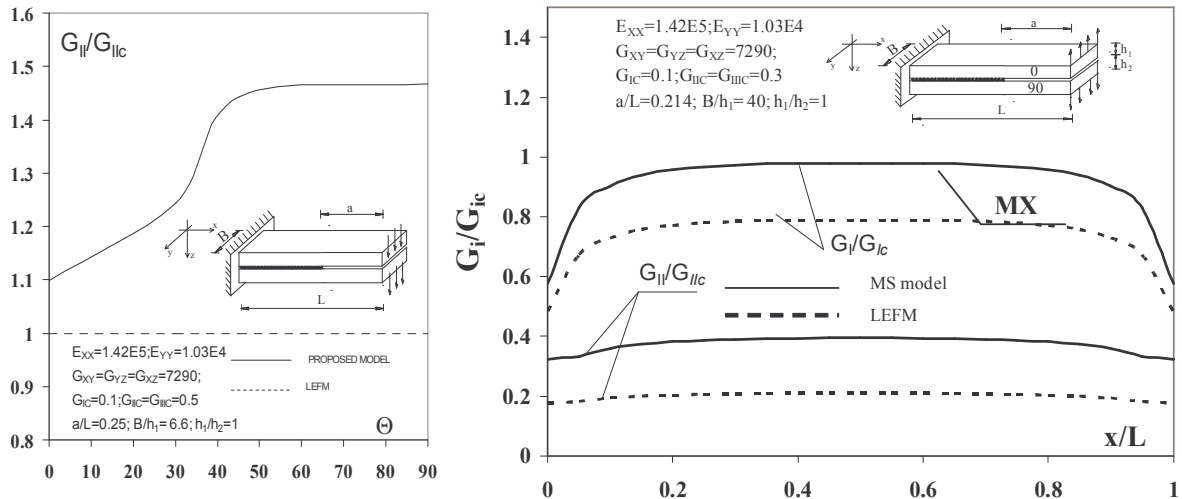 1.6
1.5
1.4
1.3
1.2
1.1
1
0.9
0.8
G_II/G_IIc
a
B
x
y
z
L
E_XX=1.42E5;E_YY=1.03E4
G_XY=G_YZ=G_XZ=7290;
G_IC=0.1;G_IIC=G_IIIC=0.5
a/L=0.25; B/h_1= 6.6; h_1/h_2=1
PROPOSED MODEL
LEFM
Θ
0 10 20 30 40 50 60 70 80 90
1.4
1.2
1
0.8
0.6
0.4
0.2
0
G_i/G_ic
E_XX=1.42E5;E_YY=1.03E4
G_XY=G_YZ=G_XZ=7290;
G_IC=0.1;G_IIC=G_IIIC=0.3
a/L=0.214; B/h_1= 40; h_1/h_2=1
x
B
y
z
a
h_1
h_2
0
90
L
MX
G_I/G_Ic
G_II/G_IIc
MS model
LEFM
x/L
0 0.2 0.4 0.6 0.8 1